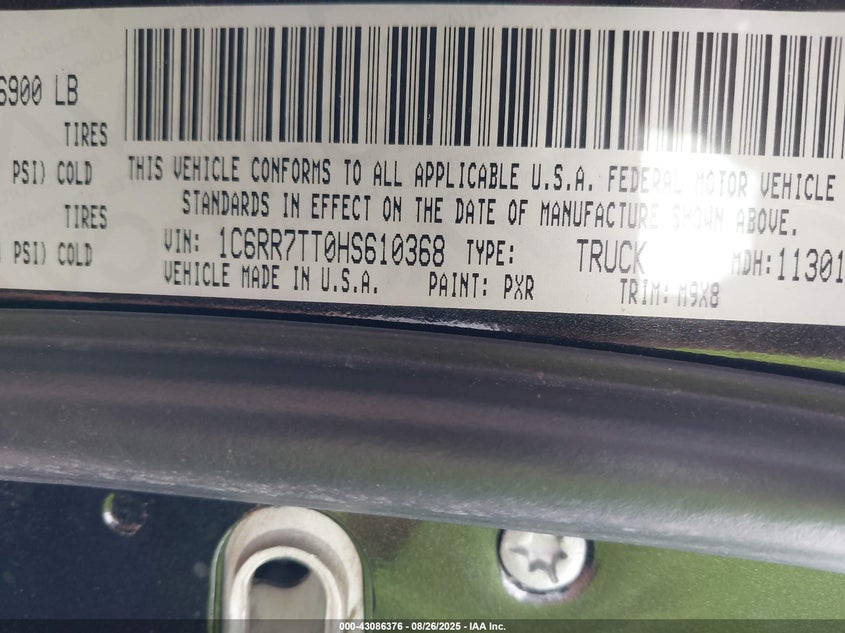 6900 LB
TIRES
PSI) COLD
TIRES
PSI) COLD
THIS VEHICLE CONFORMS TO ALL APPLICABLE U.S.A. FEDERAL MOTOR VEHICLE
STANDARDS IN EFFECT ON THE DATE OF MANUFACTURE SHOWN ABOVE.
VIN: 1C6RR7TT0HS610368 TYPE: TRUCK MDH: 11301
VEHICLE MADE IN U.S.A. PAINT: PXR TRIM: M9X8
000-43086376 - 08/26/2025 - IAA Inc.